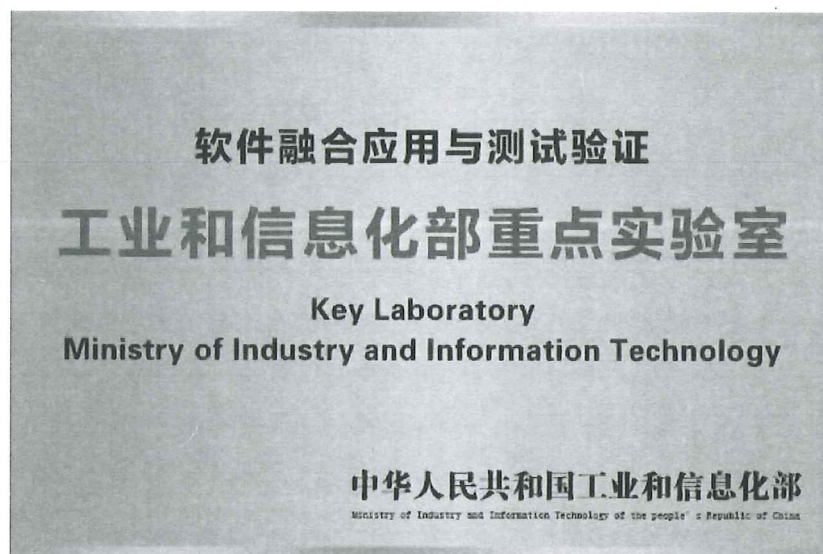 软件融合应用与测试验证
工业和信息化部重点实验室
Key Laboratory
Ministry of Industry and Information Technology
中华人民共和国工业和信息化部
Ministry of Industry and Information Technology of the people's Republic of China